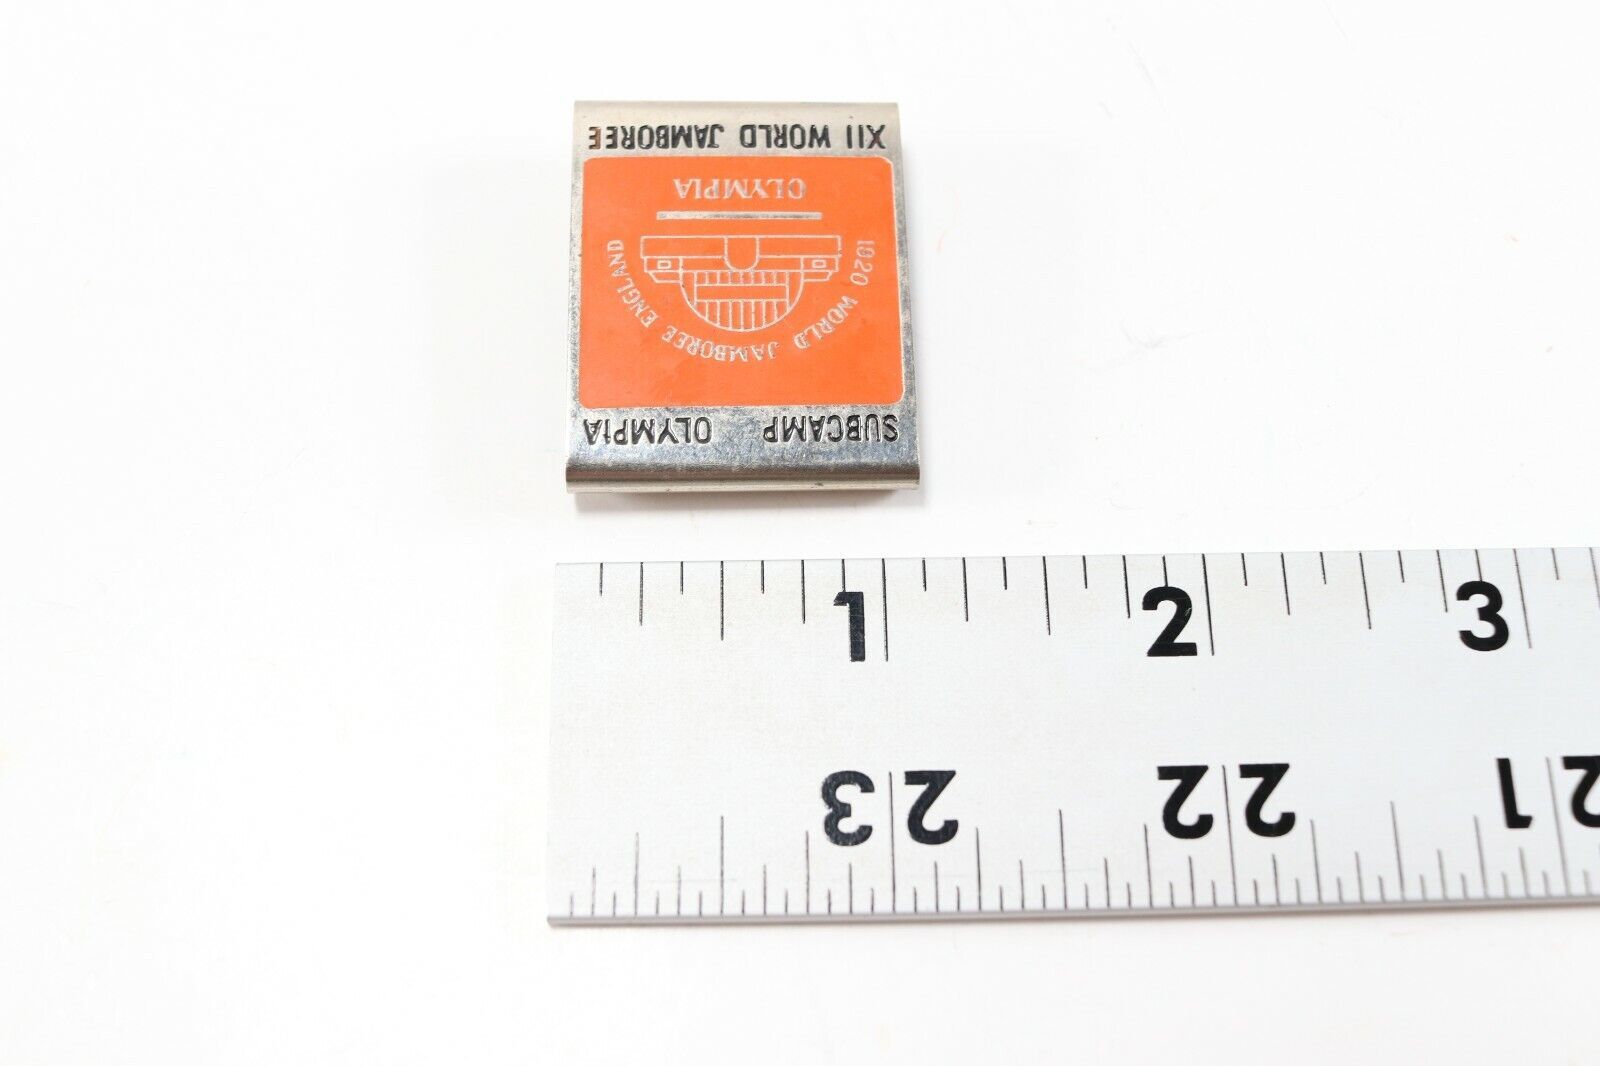 SUBCAMP OLYMPIA
1920 WORLD JAMBOREE ENGLAND
OLYMPIA
XII WORLD JAMBOREE
1 2 3
23 22 21